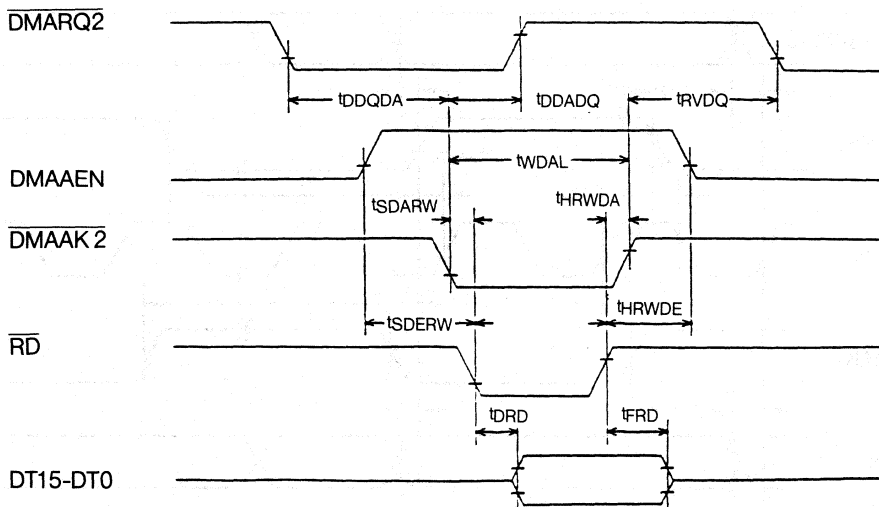 DMARQ2
tDDQDA
tDDADQ
tRVDQ
DMAAEN
tWDAL
tSDARW
tHRWDA
DMAAK 2
tSDERW
tHRWDE
RD
tDRD
tFRD
DT15-DT0